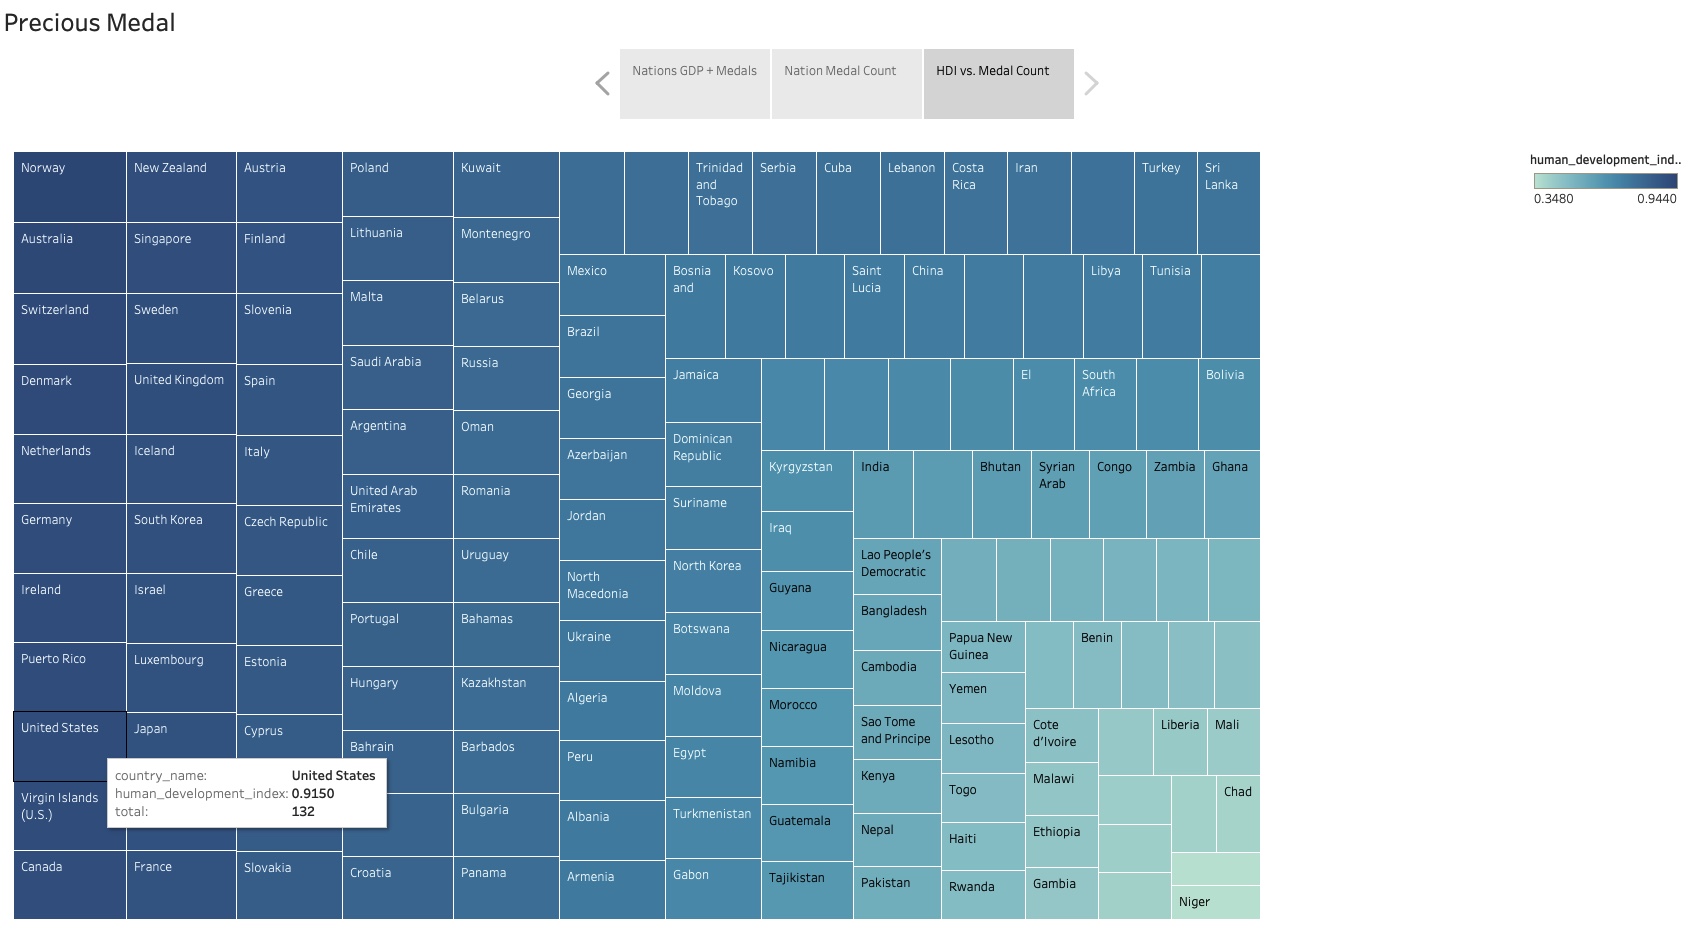 Precious Medal
Nations GDP + Medals
Nation Medal Count
HDI vs. Medal Count
human_development_ind..
0.3480
0.9440
Norway
Australia
Switzerland
Denmark
Netherlands
Germany
Ireland
Puerto Rico
United States
Virgin Islands
(U.S.)
Canada
New Zealand
Singapore
Sweden
United Kingdom
Iceland
South Korea
Israel
Luxembourg
Japan
France
Austria
Finland
Slovenia
Spain
Italy
Czech Republic
Greece
Estonia
Cyprus
Slovakia
country_name: United States
human_development_index: 0.9150
total: 132
Poland
Lithuania
Malta
Saudi Arabia
Argentina
United Arab
Emirates
Chile
Portugal
Hungary
Bahrain
Croatia
Kuwait
Montenegro
Belarus
Russia
Oman
Romania
Uruguay
Bahamas
Kazakhstan
Barbados
Bulgaria
Panama
Trinidad
and
Tobago
Serbia
Cuba
Lebanon
Costa
Rica
Iran
Turkey
Sri
Lanka
Mexico
Brazil
Georgia
Azerbaijan
Jordan
North
Macedonia
Ukraine
Algeria
Peru
Albania
Armenia
Bosnia
and
Kosovo
Saint
Lucia
China
Libya
Tunisia
Jamaica
Dominican
Republic
Suriname
North Korea
Botswana
Moldova
Egypt
Turkmenistan
Gabon
El
South
Africa
Bolivia
Kyrgyzstan
Iraq
Guyana
Nicaragua
Morocco
Namibia
Guatemala
Tajikistan
India
Bhutan
Syrian
Arab
Congo
Zambia
Ghana
Lao People's
Democratic
Bangladesh
Cambodia
Sao Tome
and Principe
Kenya
Nepal
Pakistan
Papua New
Guinea
Yemen
Lesotho
Togo
Haiti
Rwanda
Benin
Cote
d'Ivoire
Malawi
Ethiopia
Gambia
Liberia
Mali
Chad
Niger